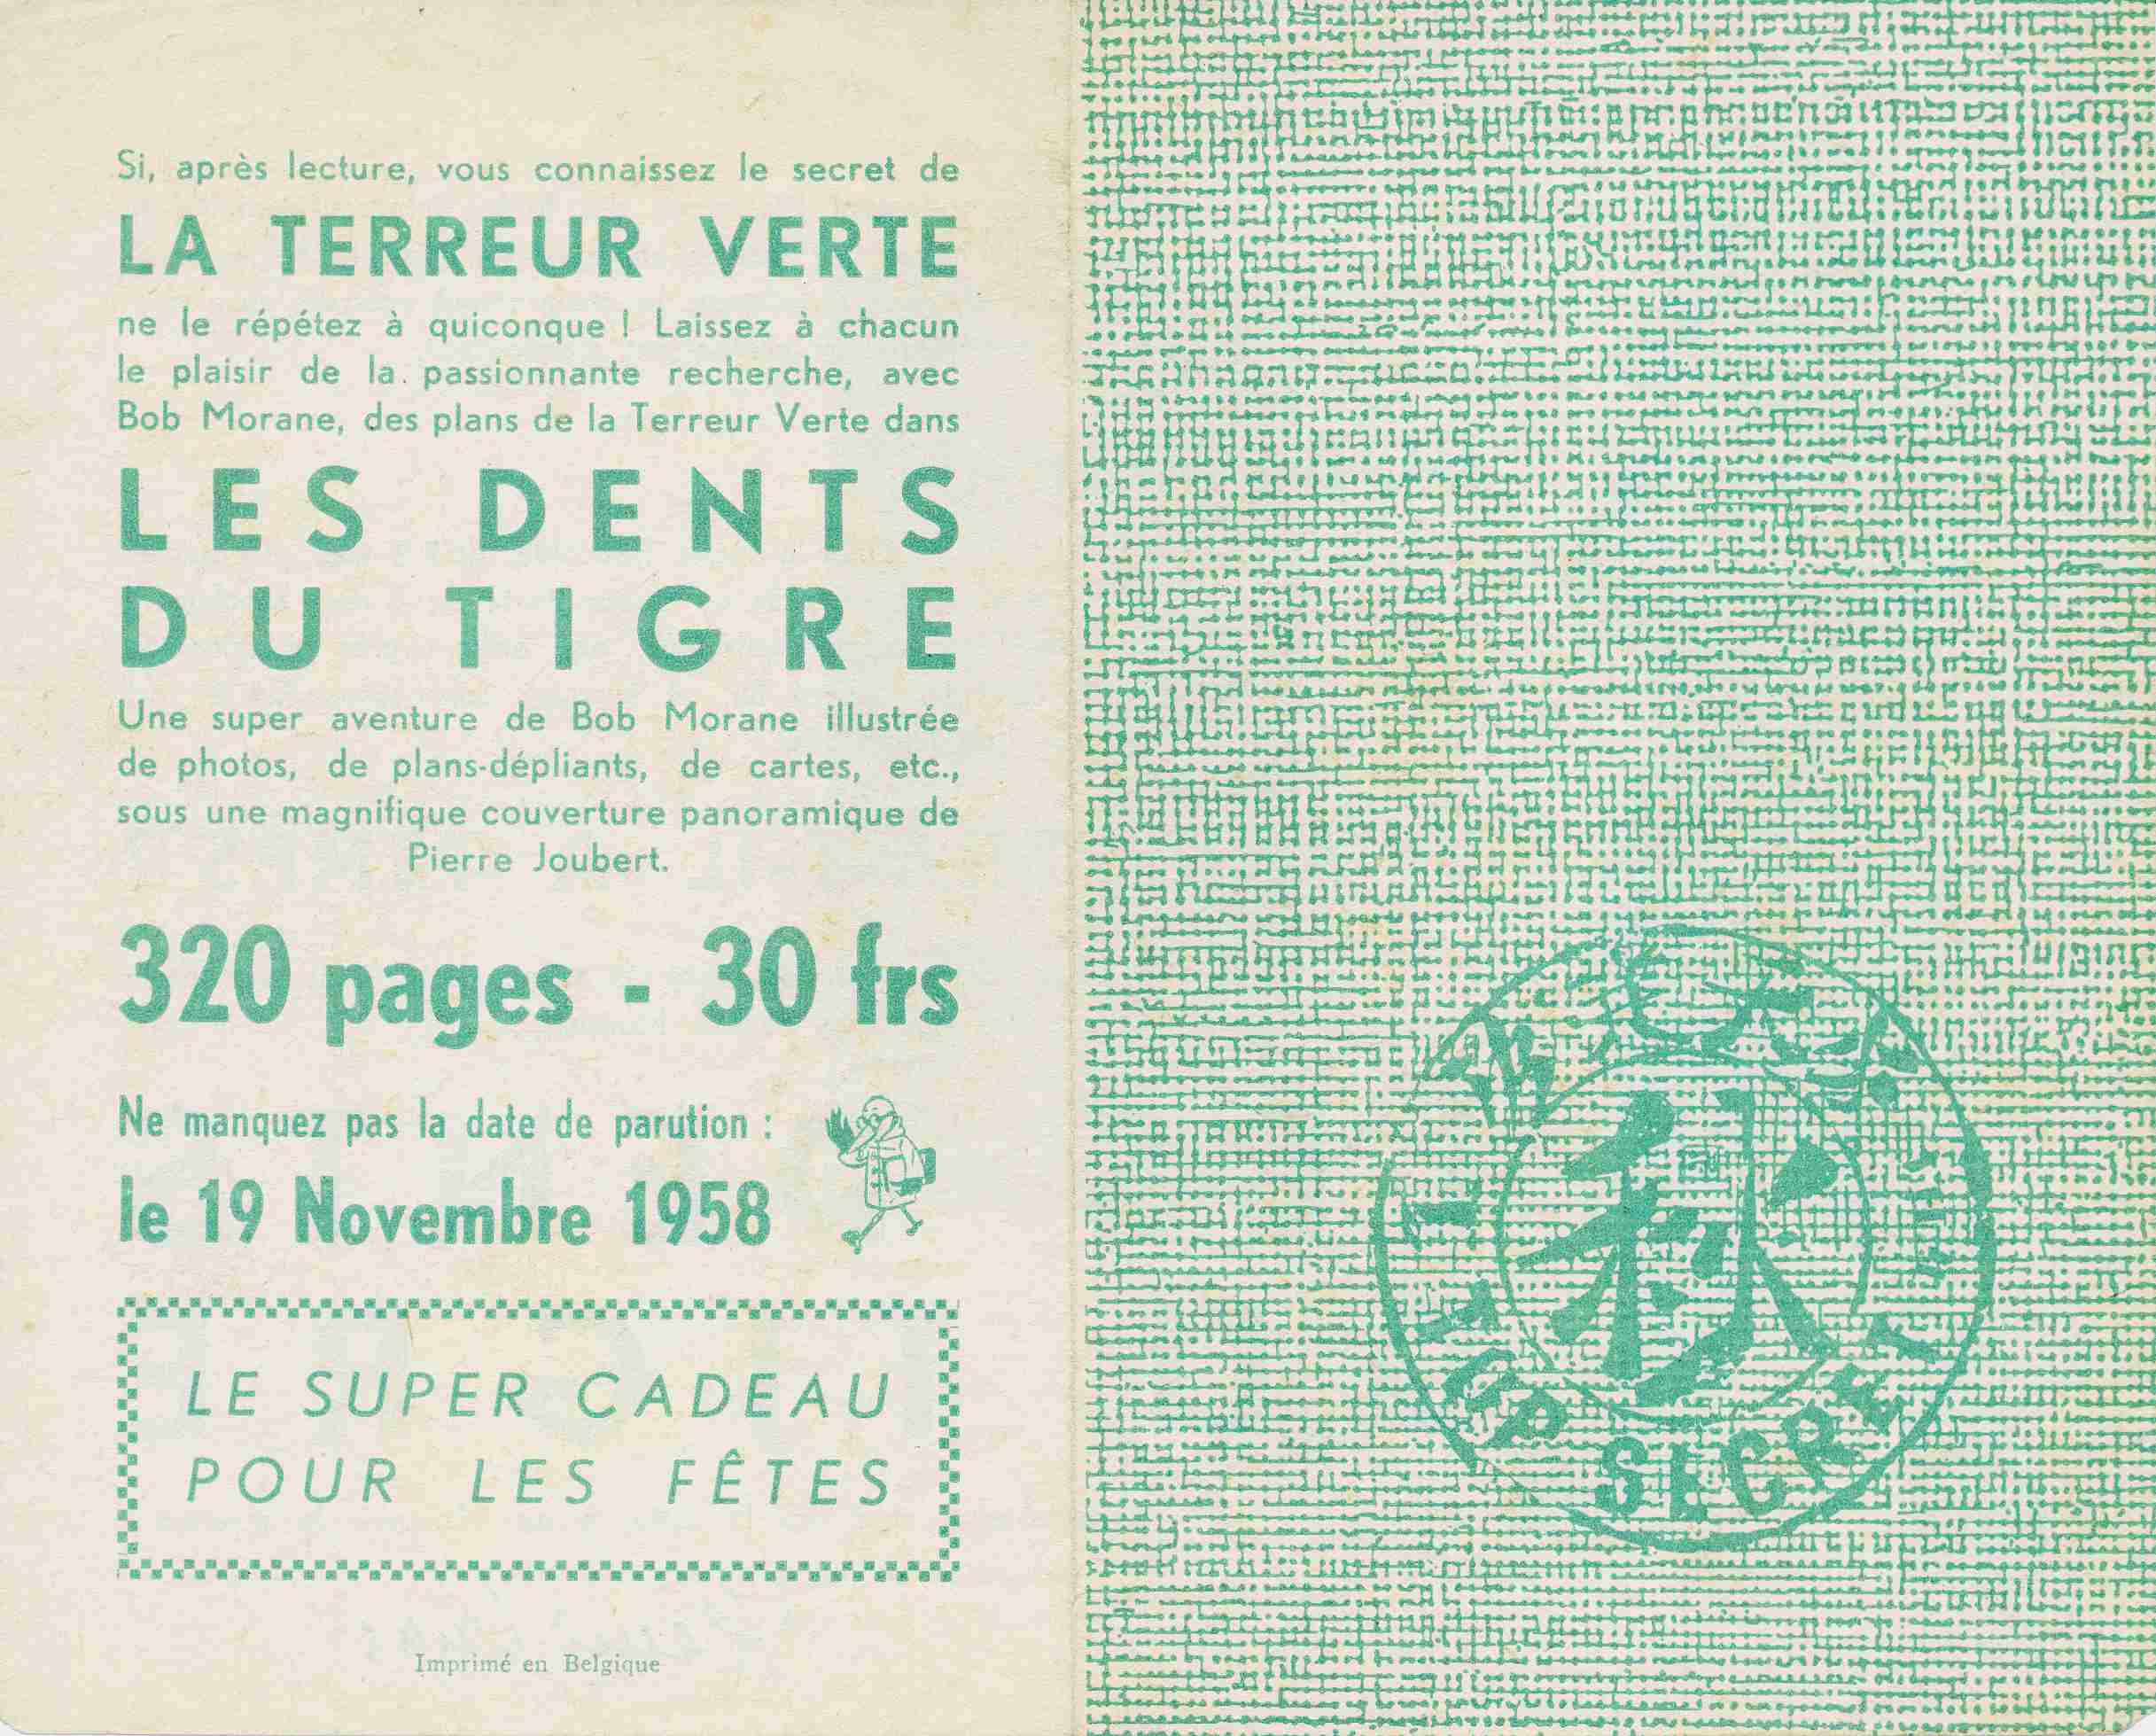 Si, après lecture, vous connaissez le secret de
LA TERREUR VERTE
ne le répétez à quiconque ! Laissez à chacun
le plaisir de la. passionnante recherche, avec
Bob Morane, des plans de la Terreur Verte dans
LES DENTS
DU TIGRE
Une super aventure de Bob Morane illustrée
de photos, de plans-dépliants, de cartes, etc.,
sous une magnifique couverture panoramique de
Pierre Joubert.
320 pages - 30 frs
Ne manquez pas la date de parution :
le 19 Novembre 1958
LE SUPER CADEAU
POUR LES FÊTES
Imprimé en Belgique
TOP SECRET